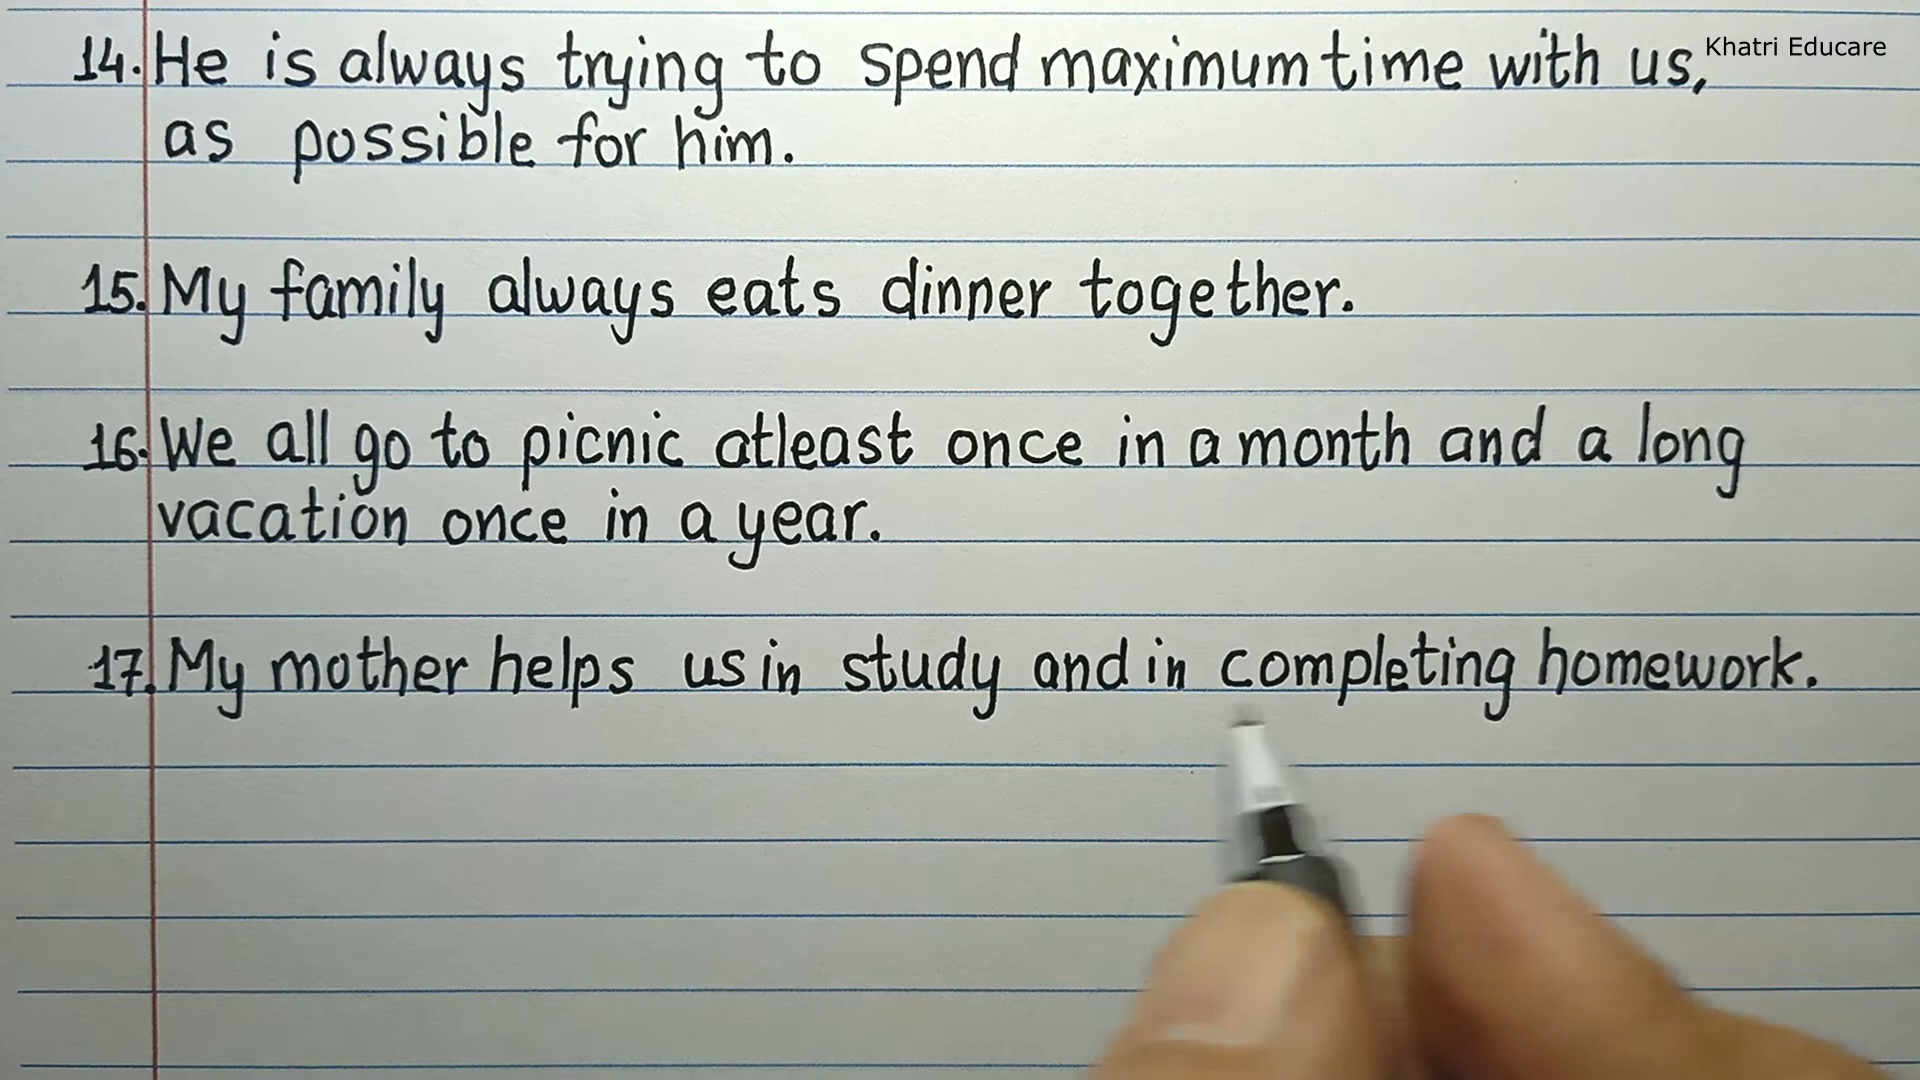 Khatri Educare
14. He is always trying to spend maximum time with us,
as possible for him.
15. My family always eats dinner together.
16. We all go to picnic atleast once in a month and a long
vacation once in a year.
17. My mother helps us in study and in completing homework.